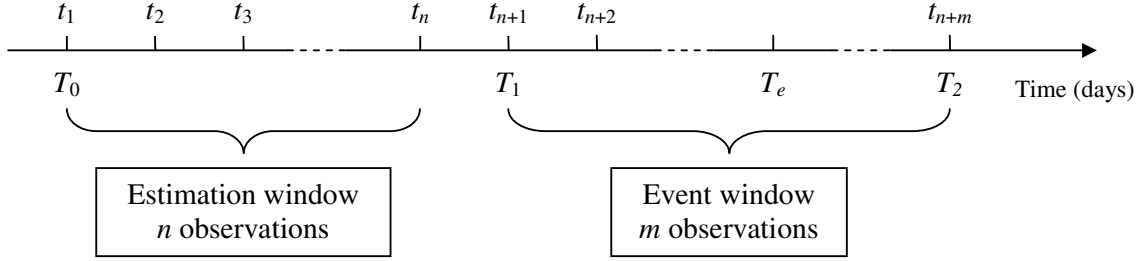 t₁ t₂ t₃ tₙ tₙ₊₁ tₙ₊₂ tₙ₊ₘ
T₀ T₁ Tₑ T₂ Time (days)
Estimation window
n observations
Event window
m observations